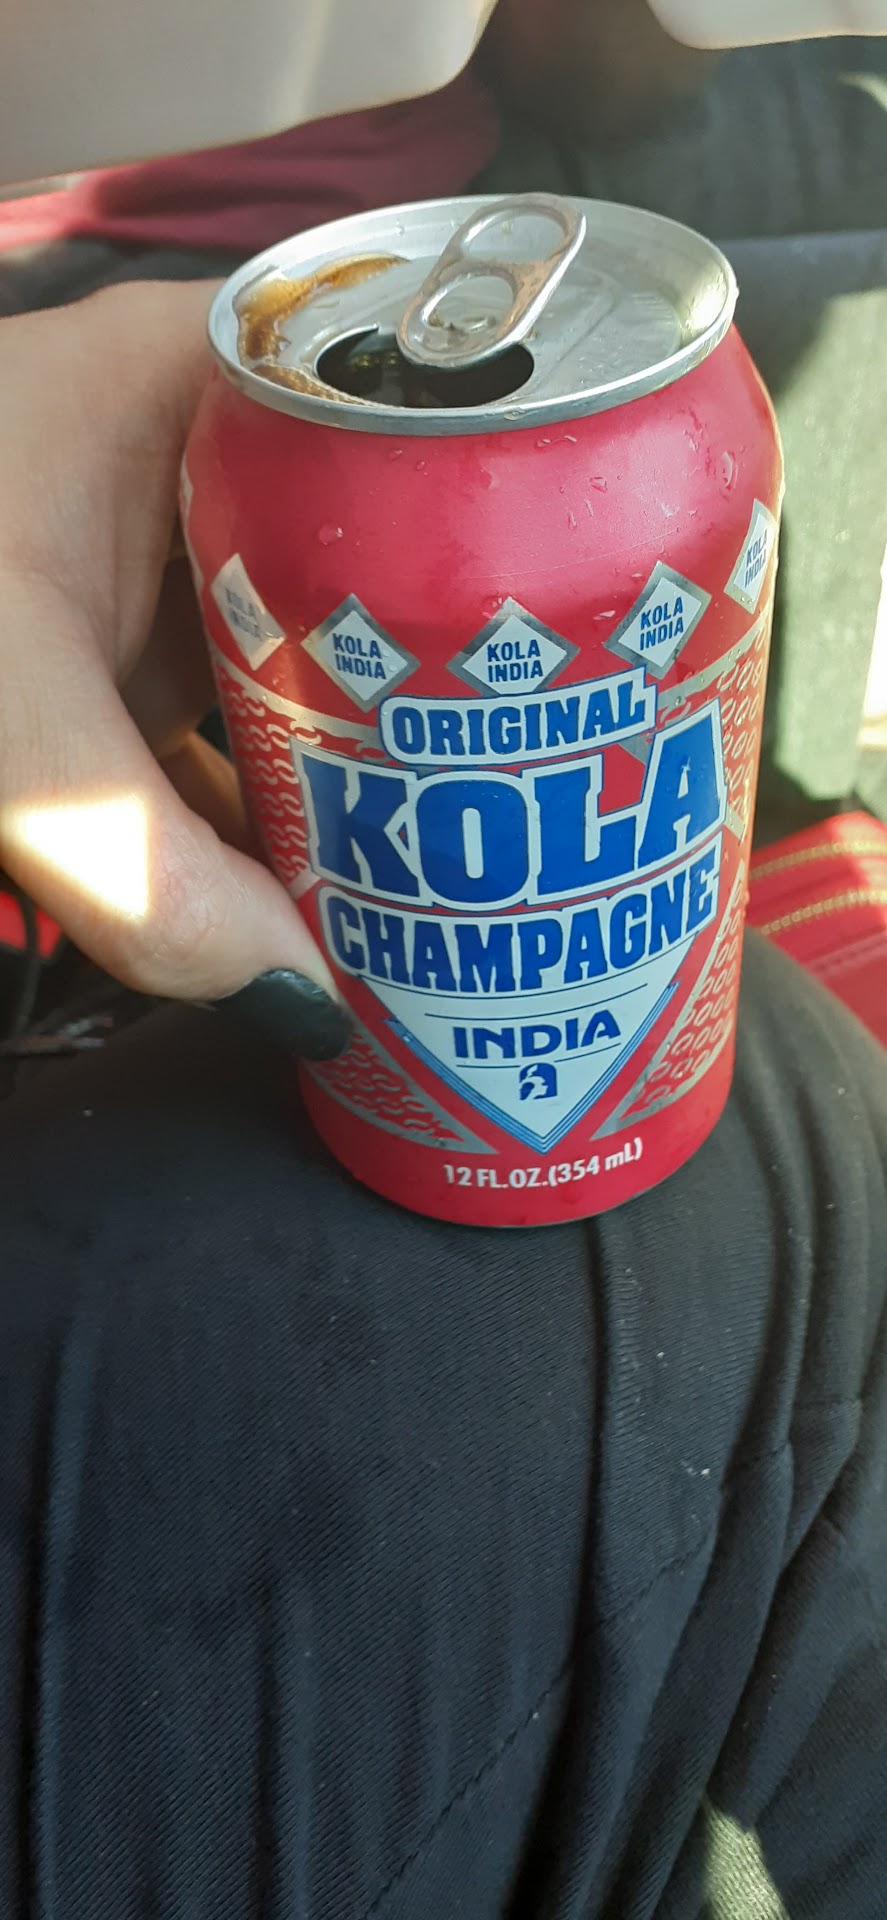 KOLA
INDIA
KOLA
INDIA
KOLA
INDIA
KOLA
INDIA
KOLA
INDIA
ORIGINAL
KOLA
CHAMPAGNE
INDIA
12 FL.OZ.(354 mL)